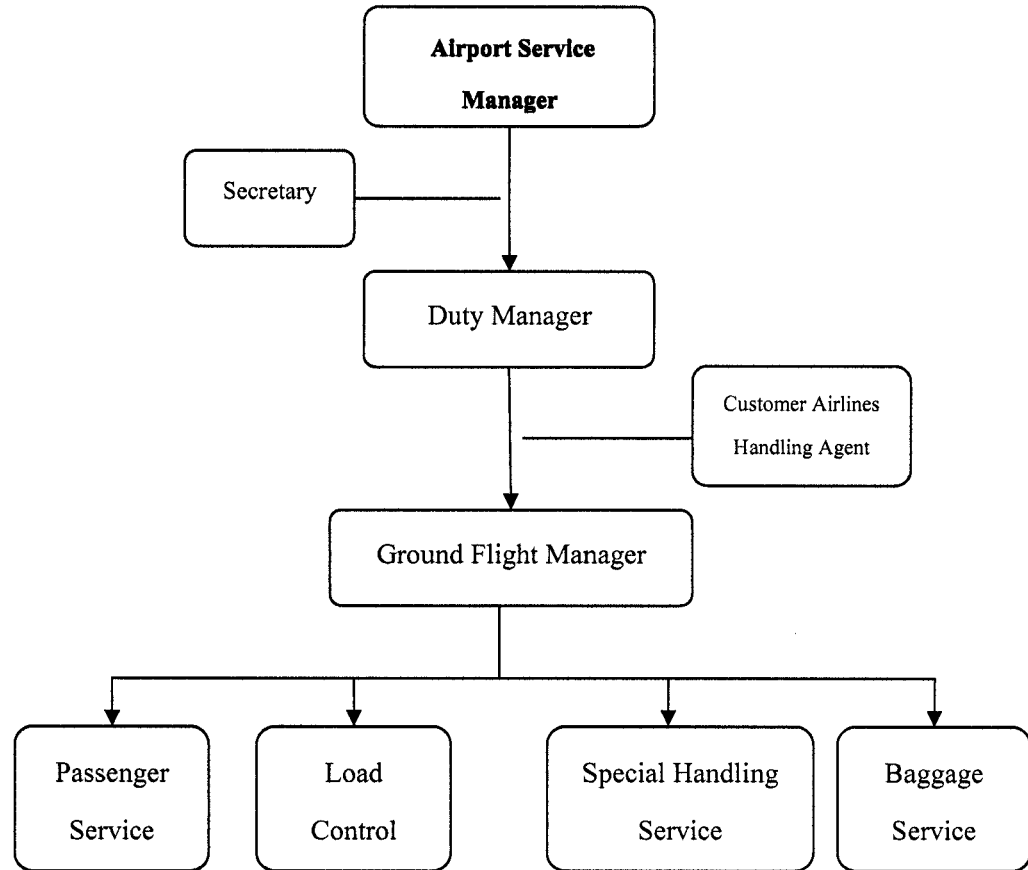 Airport Service
Manager
Secretary
Duty Manager
Customer Airlines
Handling Agent
Ground Flight Manager
Passenger
Service
Load
Control
Special Handling
Service
Baggage
Service